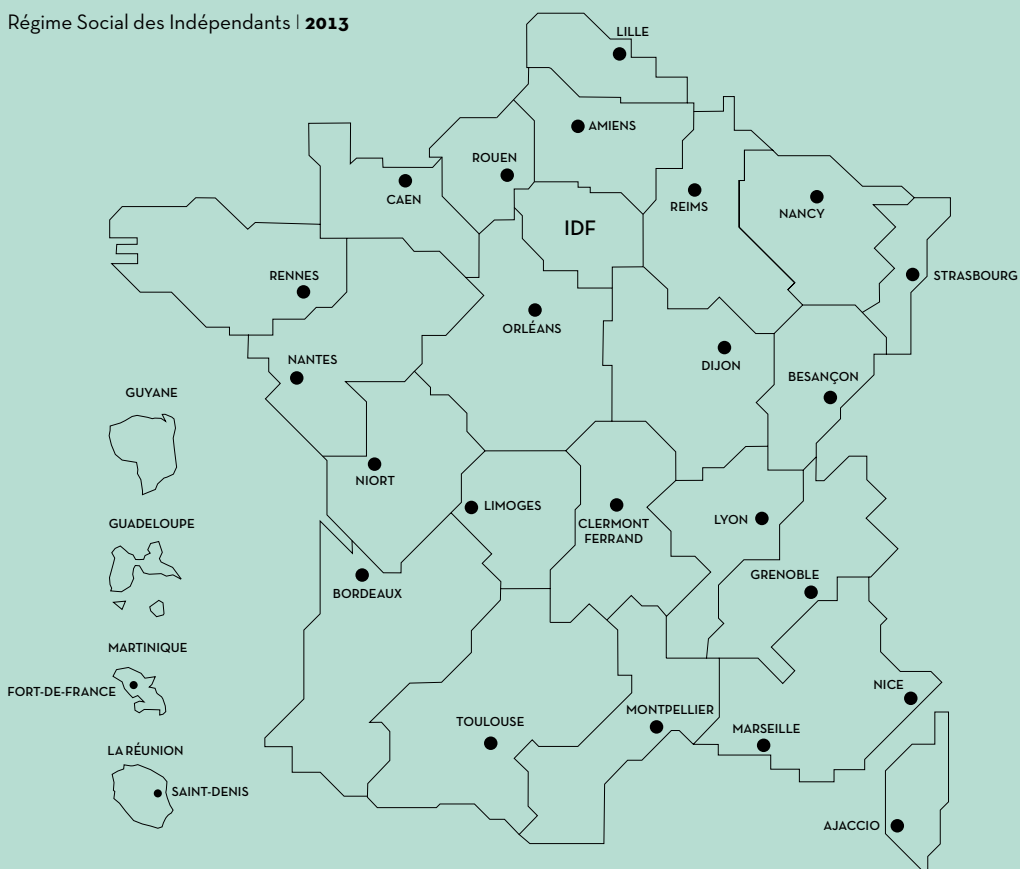 Régime Social des Indépendants | 2013
LILLE
AMIENS
ROUEN
CAEN
REIMS
NANCY
IDF
STRASBOURG
RENNES
ORLÉANS
NANTES
DIJON
BESANÇON
GUYANE
NIORT
LIMOGES
CLERMONT
FERRAND
LYON
GUADELOUPE
GRENOBLE
BORDEAUX
MARTINIQUE
FORT-DE-FRANCE
NICE
MONTPELLIER
TOULOUSE
MARSEILLE
LA RÉUNION
SAINT-DENIS
AJACCIO